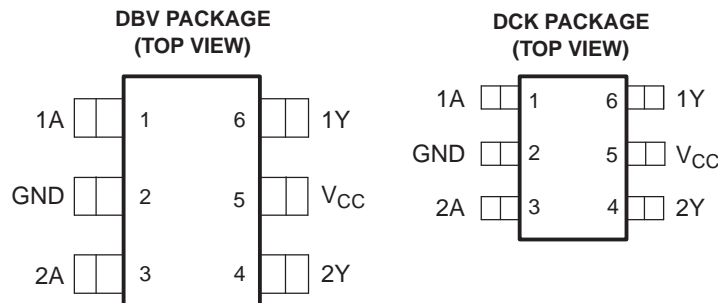 DBV PACKAGE
(TOP VIEW)
1A 1 6 1Y
GND 2 5 VCC
2A 3 4 2Y
DCK PACKAGE
(TOP VIEW)
1A 1 6 1Y
GND 2 5 VCC
2A 3 4 2Y